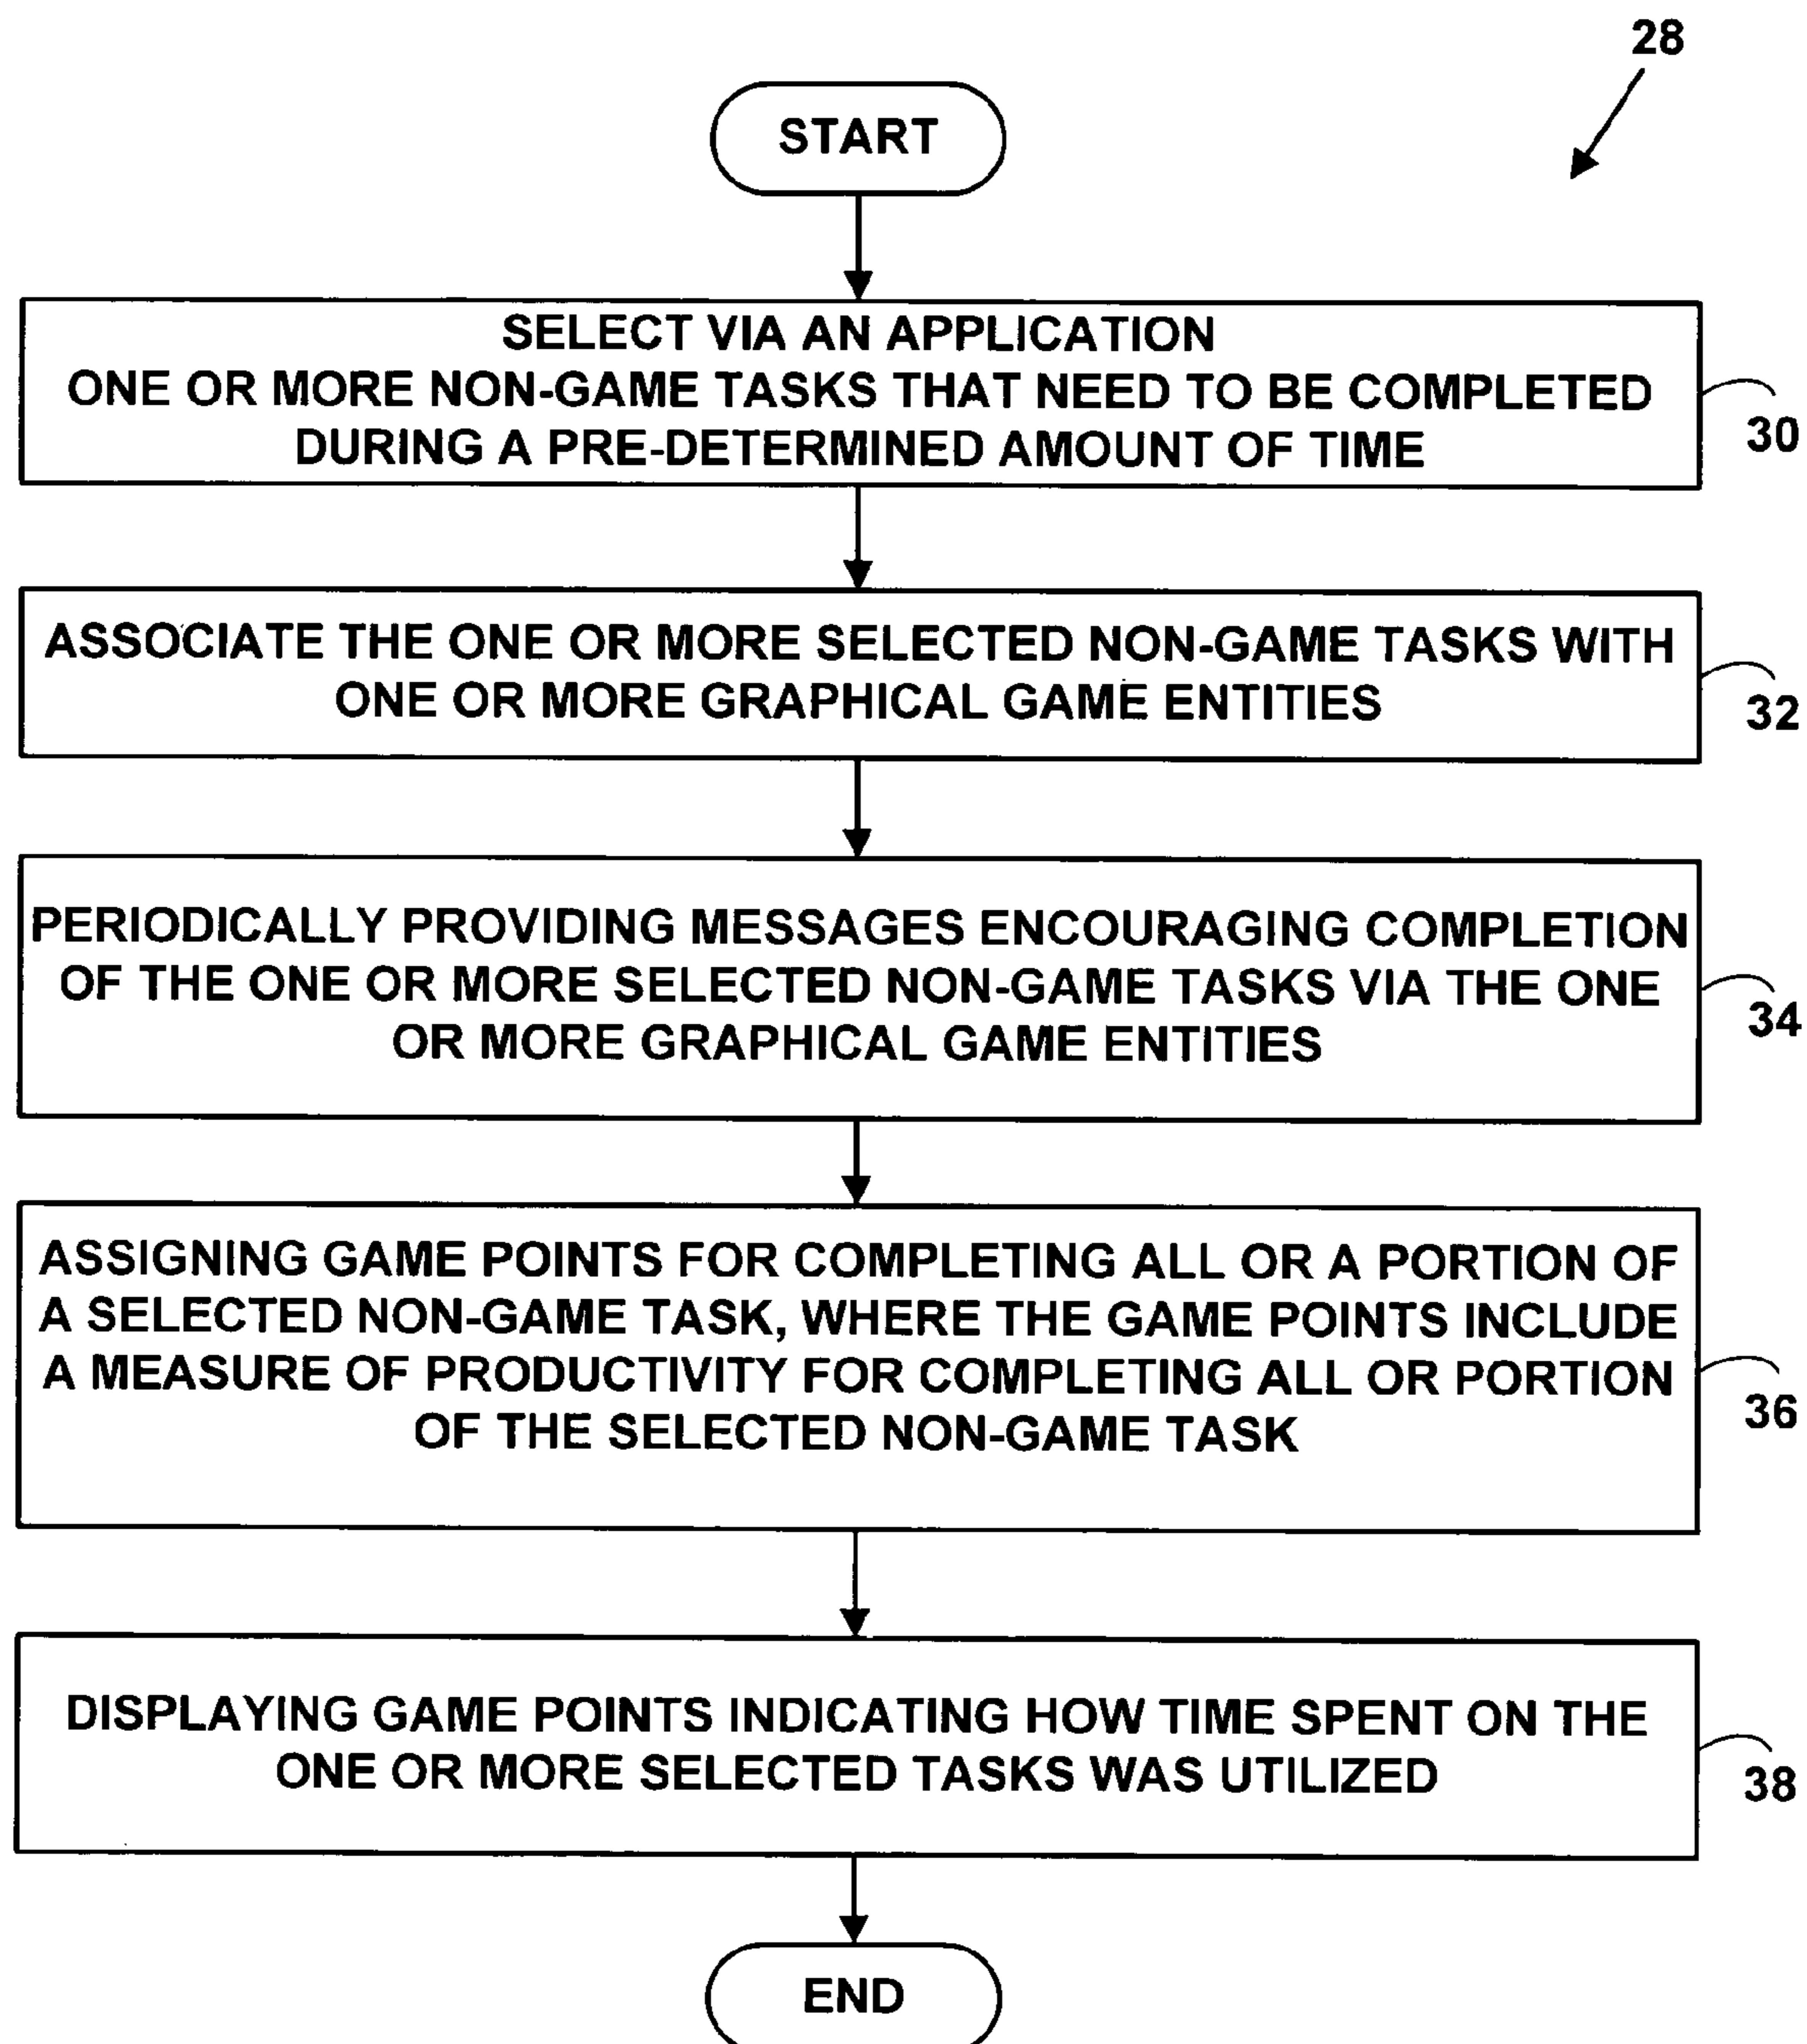 28
START
SELECT VIA AN APPLICATION
ONE OR MORE NON-GAME TASKS THAT NEED TO BE COMPLETED
DURING A PRE-DETERMINED AMOUNT OF TIME
30
ASSOCIATE THE ONE OR MORE SELECTED NON-GAME TASKS WITH
ONE OR MORE GRAPHICAL GAME ENTITIES
32
PERIODICALLY PROVIDING MESSAGES ENCOURAGING COMPLETION
OF THE ONE OR MORE SELECTED NON-GAME TASKS VIA THE ONE
OR MORE GRAPHICAL GAME ENTITIES
34
ASSIGNING GAME POINTS FOR COMPLETING ALL OR A PORTION OF
A SELECTED NON-GAME TASK, WHERE THE GAME POINTS INCLUDE
A MEASURE OF PRODUCTIVITY FOR COMPLETING ALL OR PORTION
OF THE SELECTED NON-GAME TASK
36
DISPLAYING GAME POINTS INDICATING HOW TIME SPENT ON THE
ONE OR MORE SELECTED TASKS WAS UTILIZED
38
END